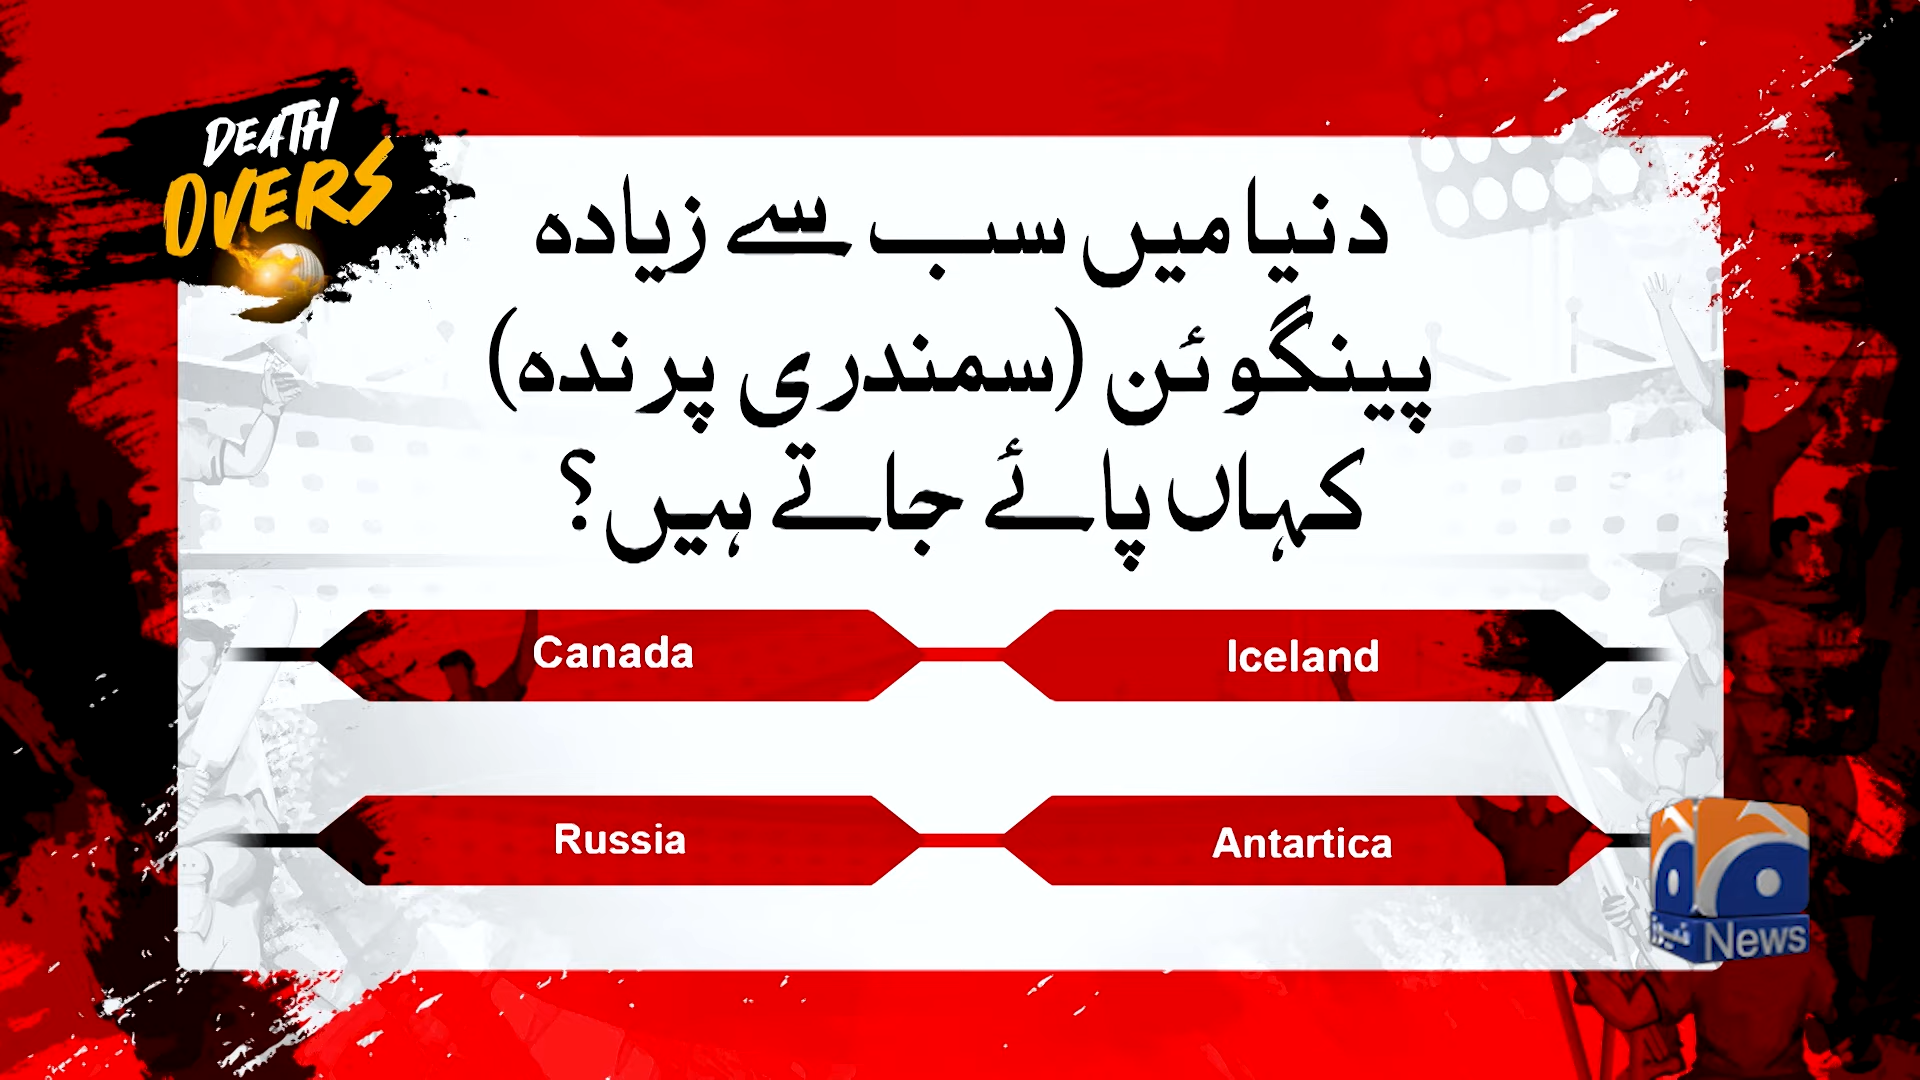 DEATH
OVERS
دنیا میں سب سے زیادہ
پینگوئن (سمندری پرندہ)
کہاں پائے جاتے ہیں؟
Canada
Iceland
Russia
Antartica
نیوز News